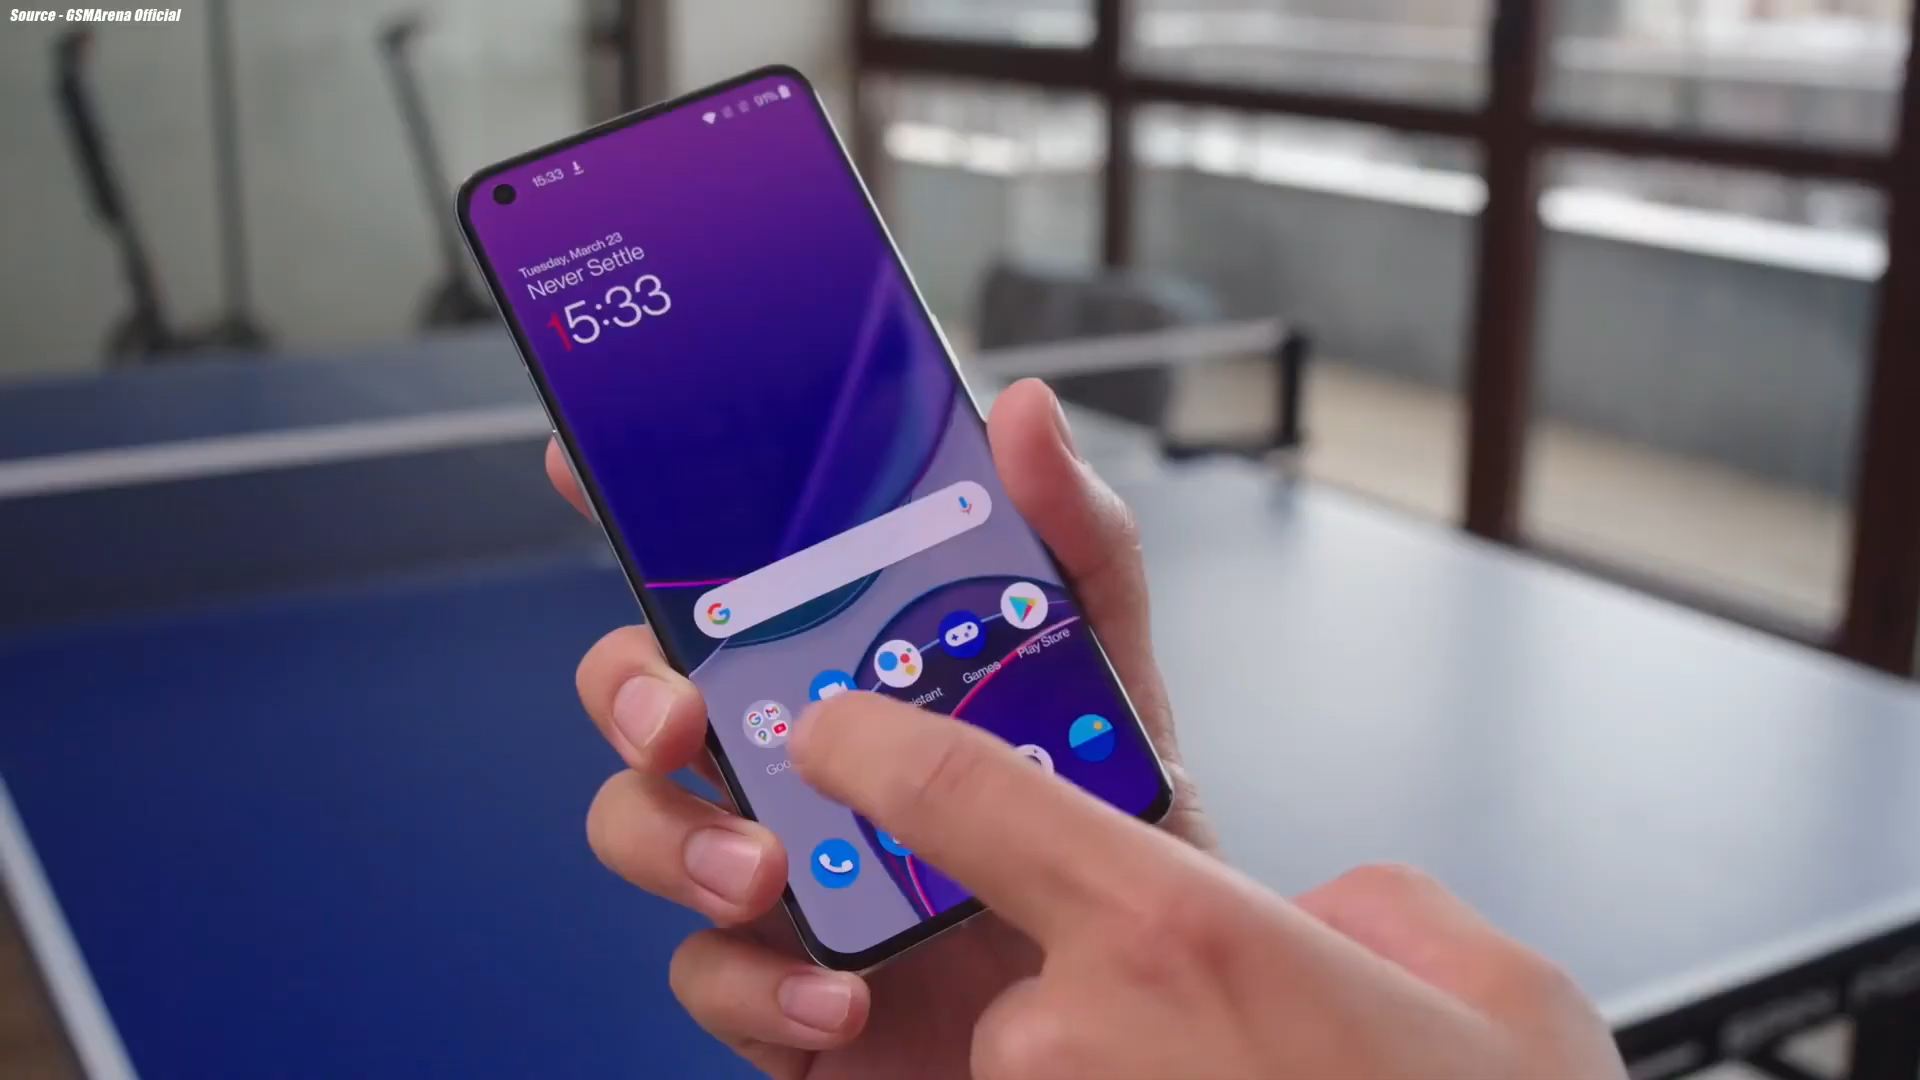 Source - GSMArena Official
91%
15:33
Tuesday, March 23
Never Settle
15:33
Play Store
Games